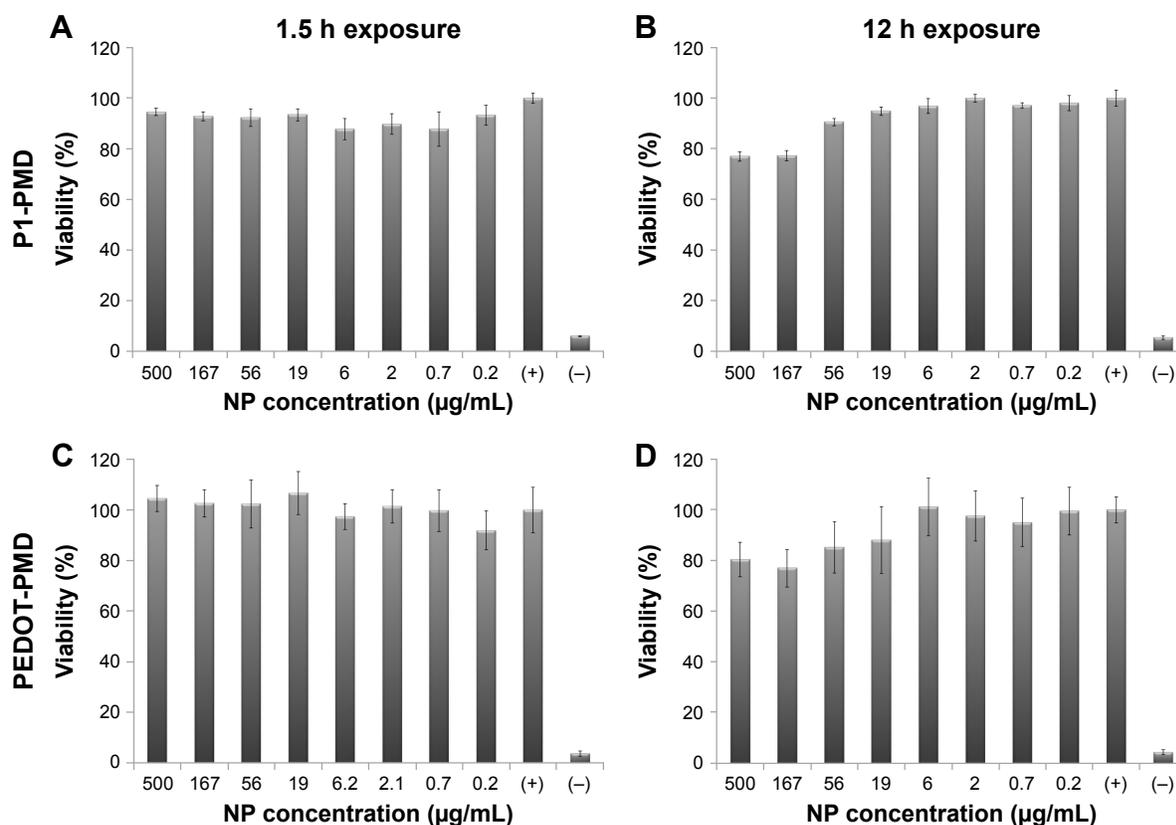 A 1.5 h exposure
B 12 h exposure
P1-PMD
Viability (%)
120
100
80
60
40
20
0
500 167 56 19 6 2 0.7 0.2 (+) (–)
NP concentration (µg/mL)
Viability (%)
120
100
80
60
40
20
0
500 167 56 19 6 2 0.7 0.2 (+) (–)
NP concentration (µg/mL)
C
PEDOT-PMD
Viability (%)
120
100
80
60
40
20
0
500 167 56 19 6.2 2.1 0.7 0.2 (+) (–)
NP concentration (µg/mL)
D
Viability (%)
120
100
80
60
40
20
0
500 167 56 19 6 2 0.7 0.2 (+) (–)
NP concentration (µg/mL)